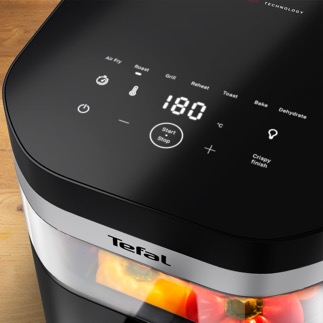 TECHNOLOGY
Air Fry
Roast
Grill
Reheat
Toast
Bake
Dehydrate
180
°C
Start
Stop
Crispy
finish
Tefal